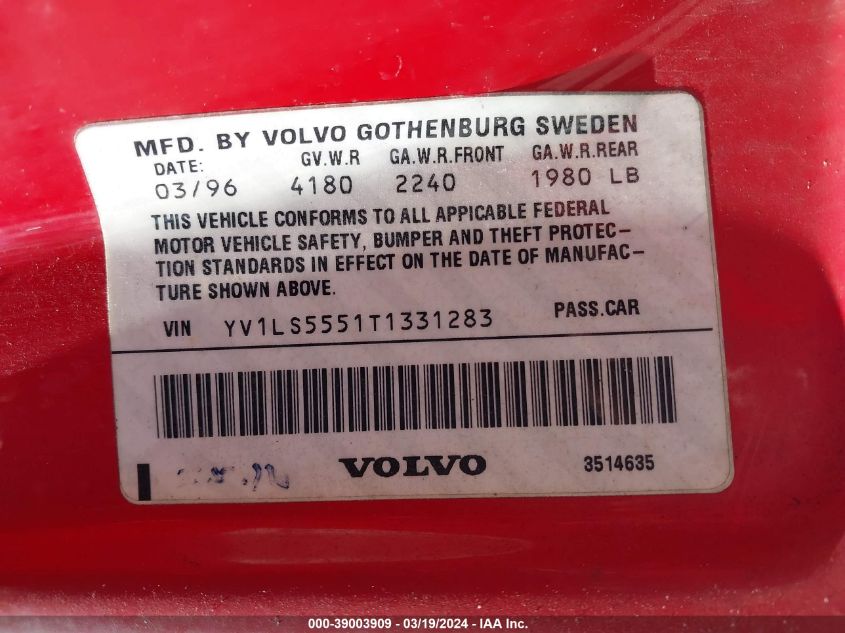 MFD. BY VOLVO GOTHENBURG SWEDEN
DATE: GV.W.R GA.W.R.FRONT GA.W.R.REAR
03/96 4180 2240 1980 LB
THIS VEHICLE CONFORMS TO ALL APPICABLE FEDERAL
MOTOR VEHICLE SAFETY, BUMPER AND THEFT PROTEC-
TION STANDARDS IN EFFECT ON THE DATE OF MANUFAC-
TURE SHOWN ABOVE.
VIN YV1LS5551T1331283 PASS.CAR
VOLVO 3514635
000-39003909 - 03/19/2024 - IAA Inc.